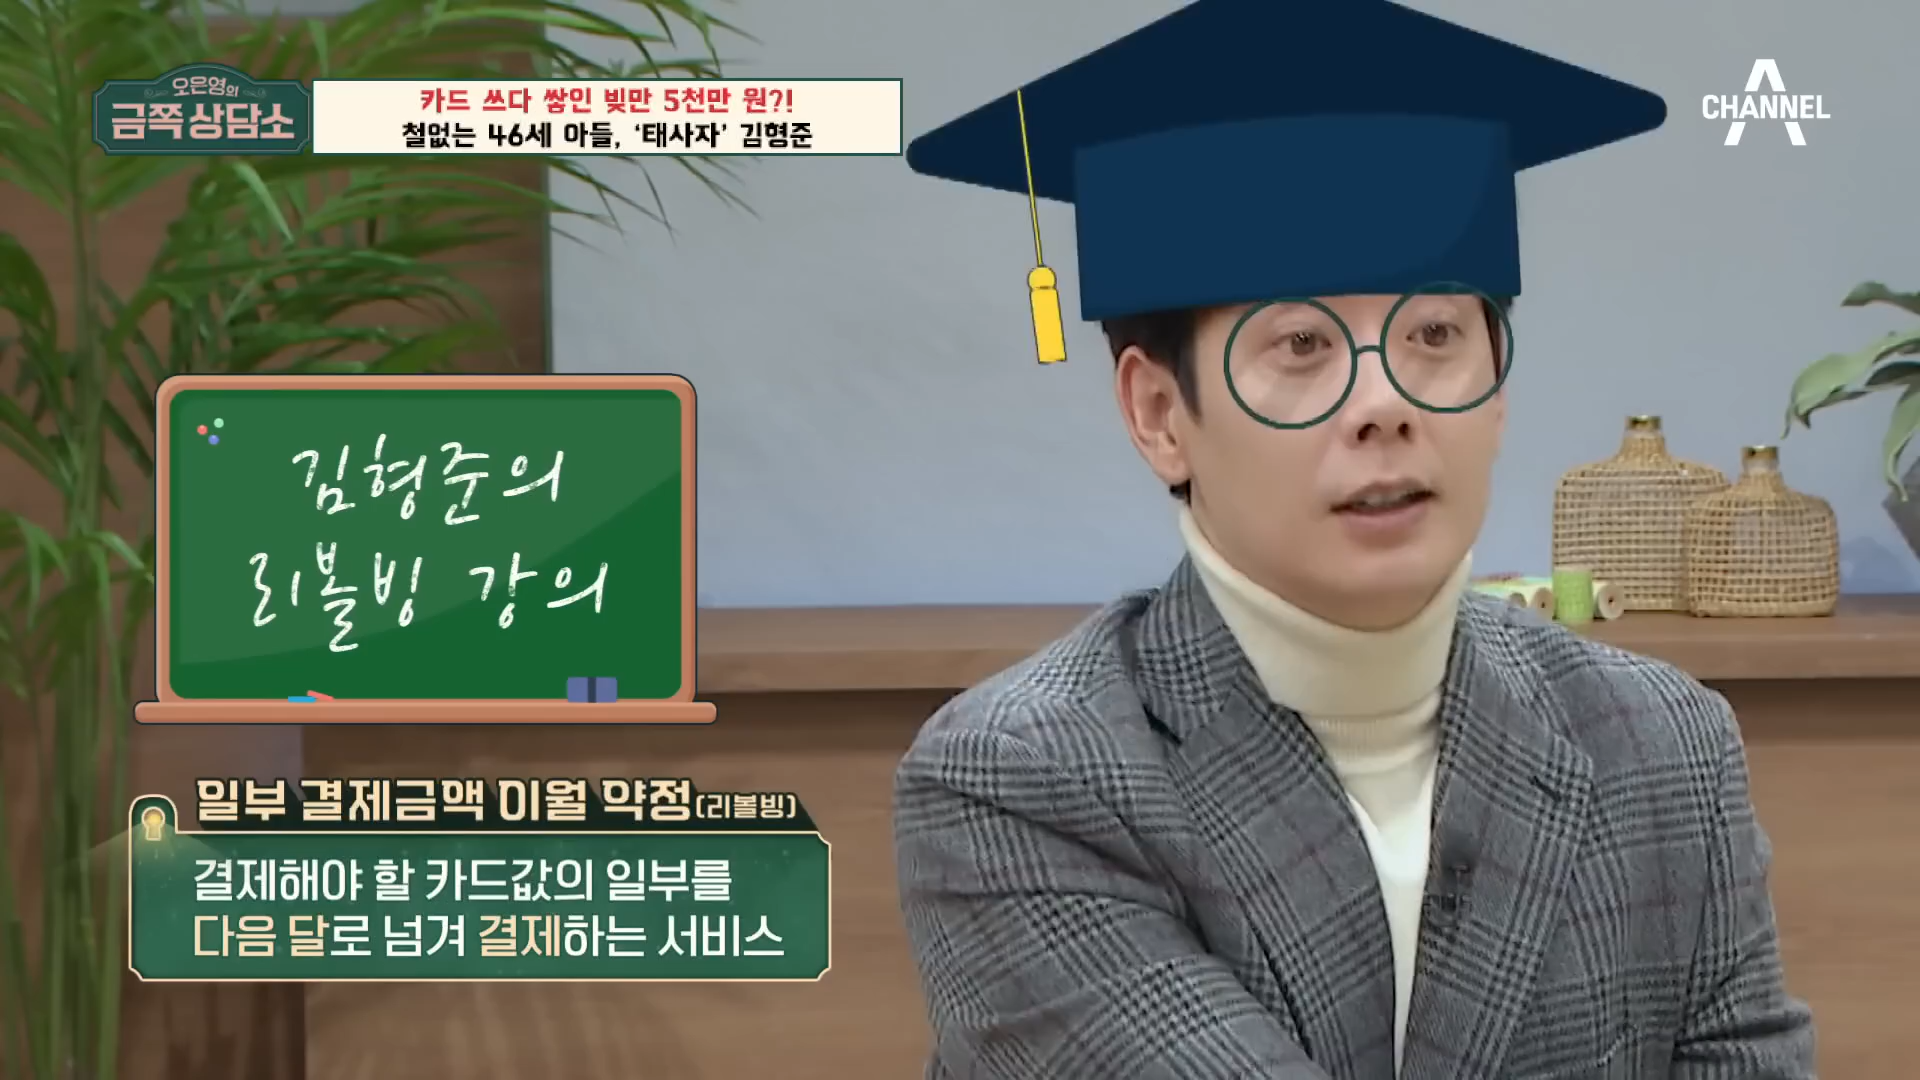 오은영의
금쪽 상담소
카드 쓰다 쌓인 빚만 5천만 원?!
철없는 46세 아들, ‘태사자’ 김형준
CHANNEL A
김형준의
리볼빙 강의
일부 결제금액 이월 약정(리볼빙)
결제해야 할 카드값의 일부를
다음 달로 넘겨 결제하는 서비스